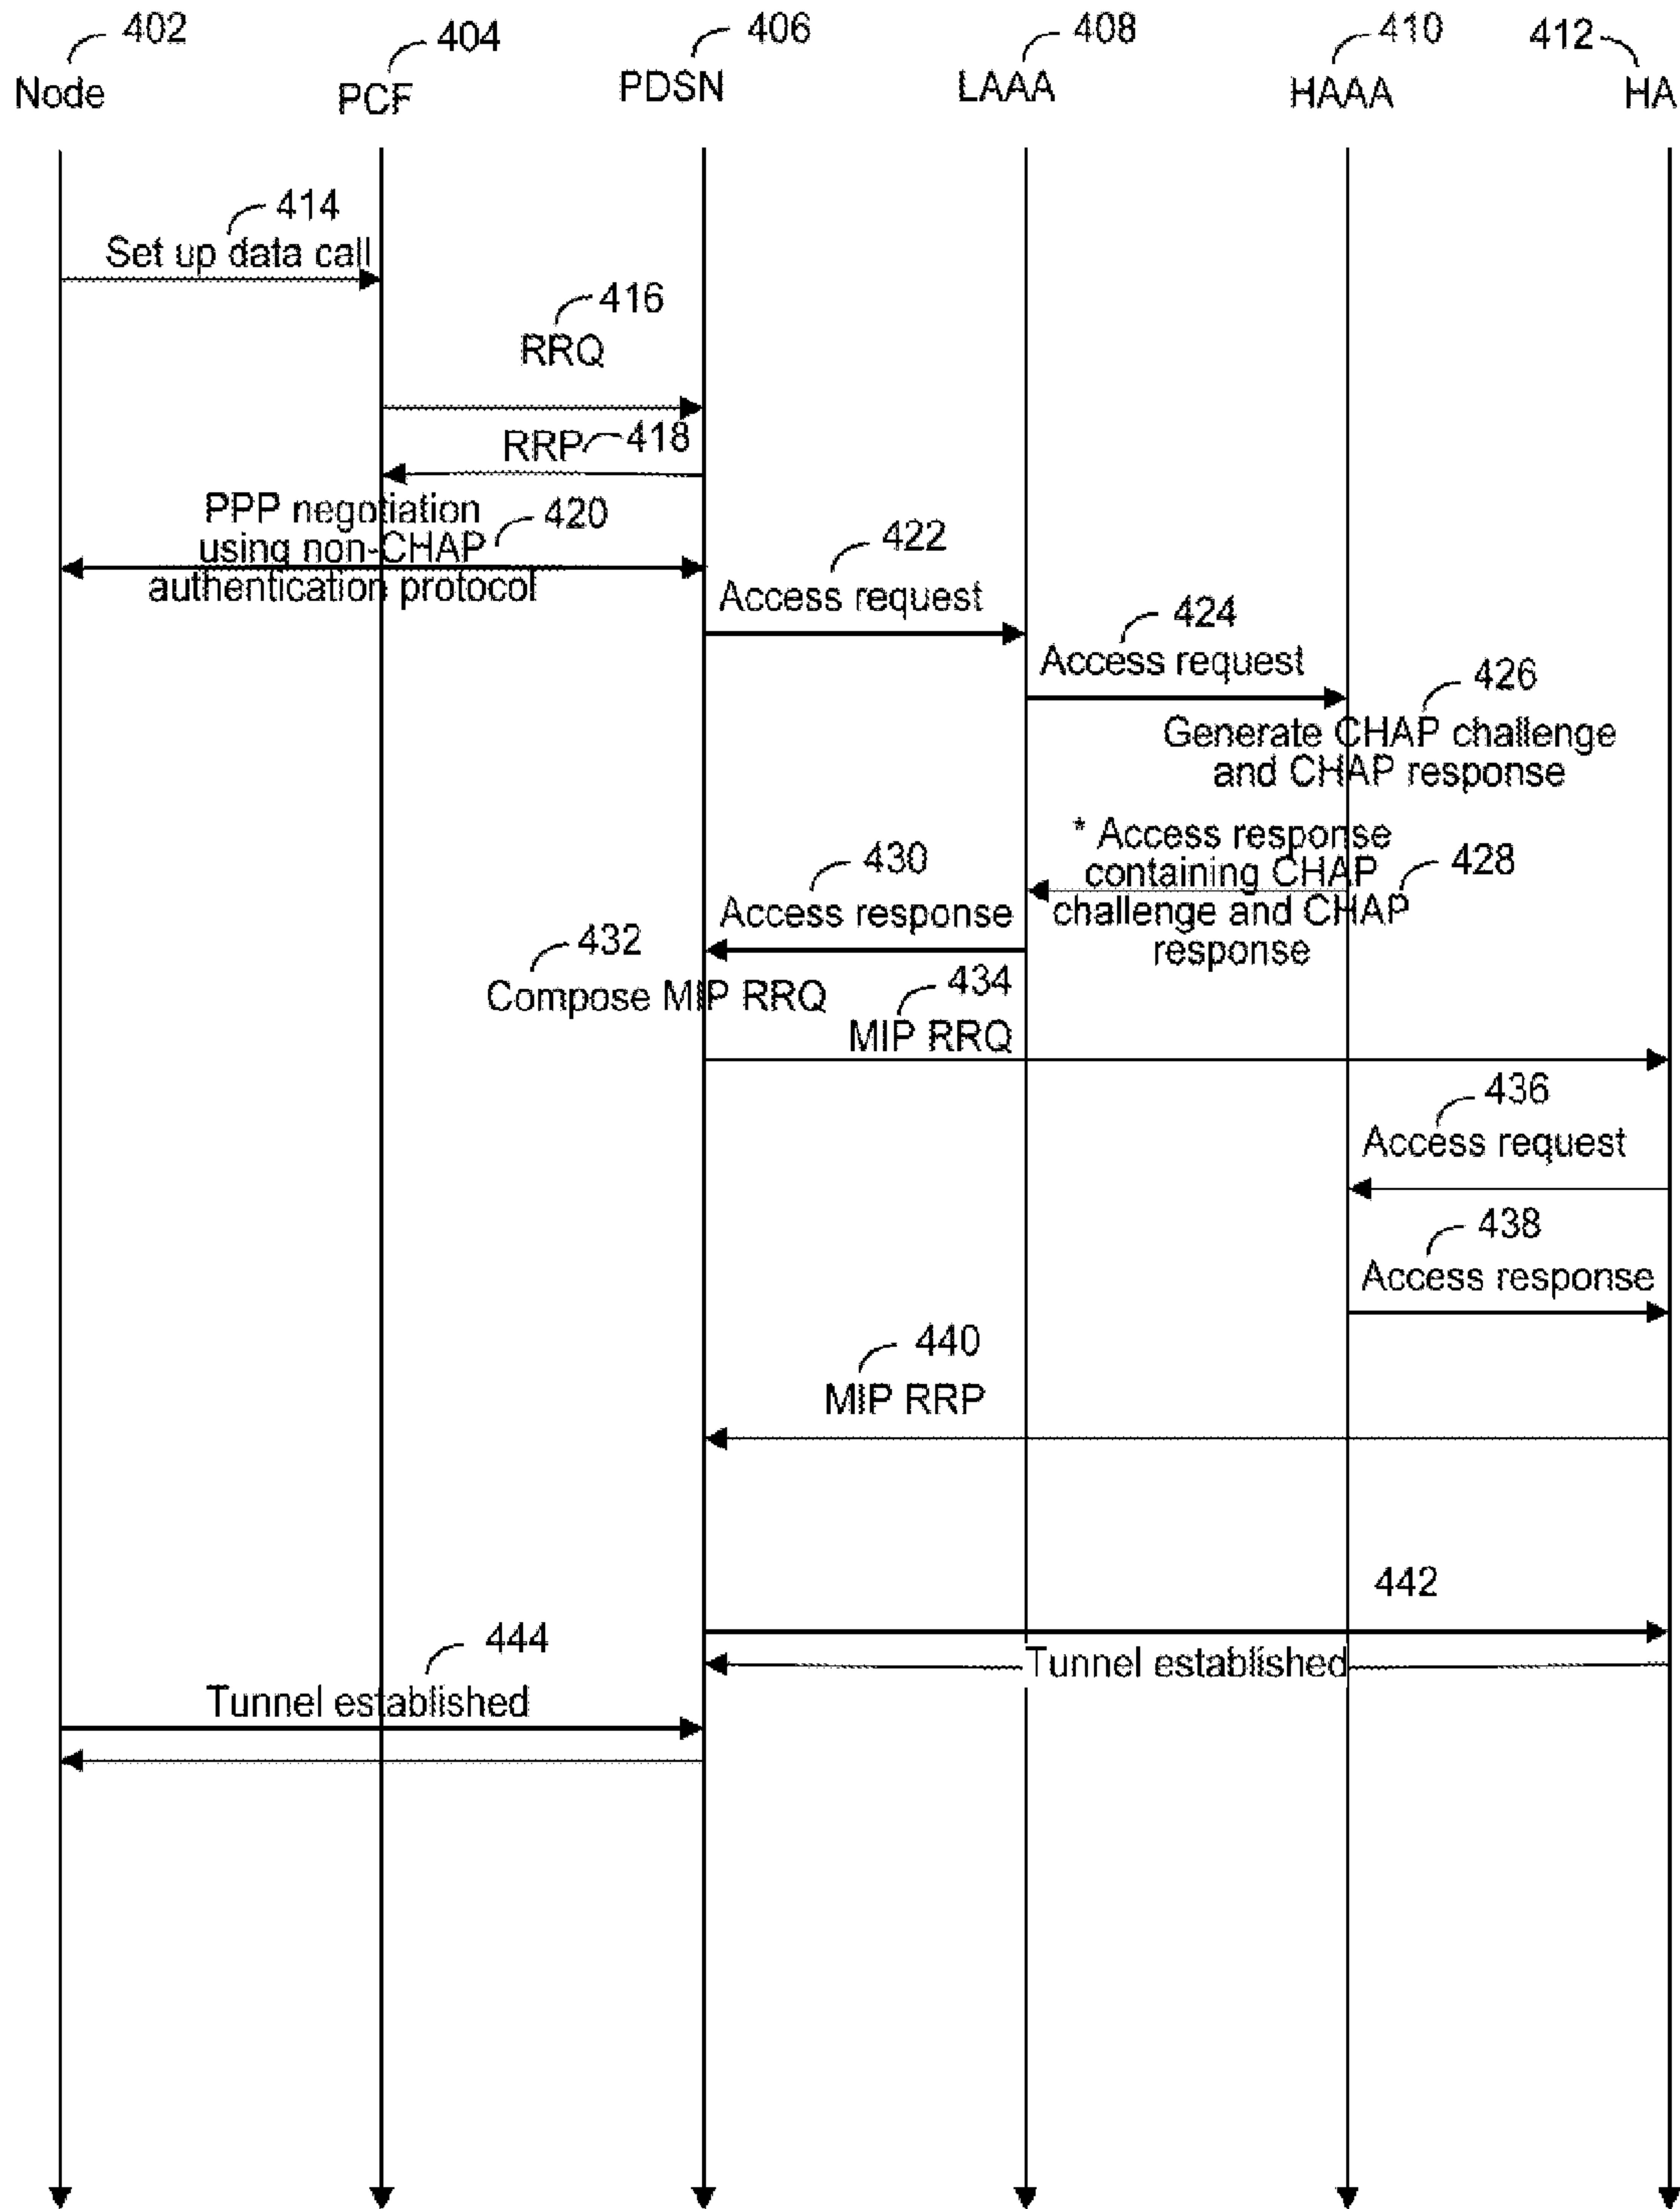 402
404
406
408
410
412
Node
PCF
PDSN
LAAA
HAAA
HA
414
Set up data call
416
RRQ
RRP
418
PPP negotiation
using non-CHAP
authentication protocol
420
422
Access request
424
Access request
426
Generate CHAP challenge
and CHAP response
* Access response
containing CHAP
challenge and CHAP
response
428
430
Access response
432
Compose MIP RRQ
434
MIP RRQ
436
Access request
438
Access response
440
MIP RRP
442
Tunnel established
444
Tunnel established